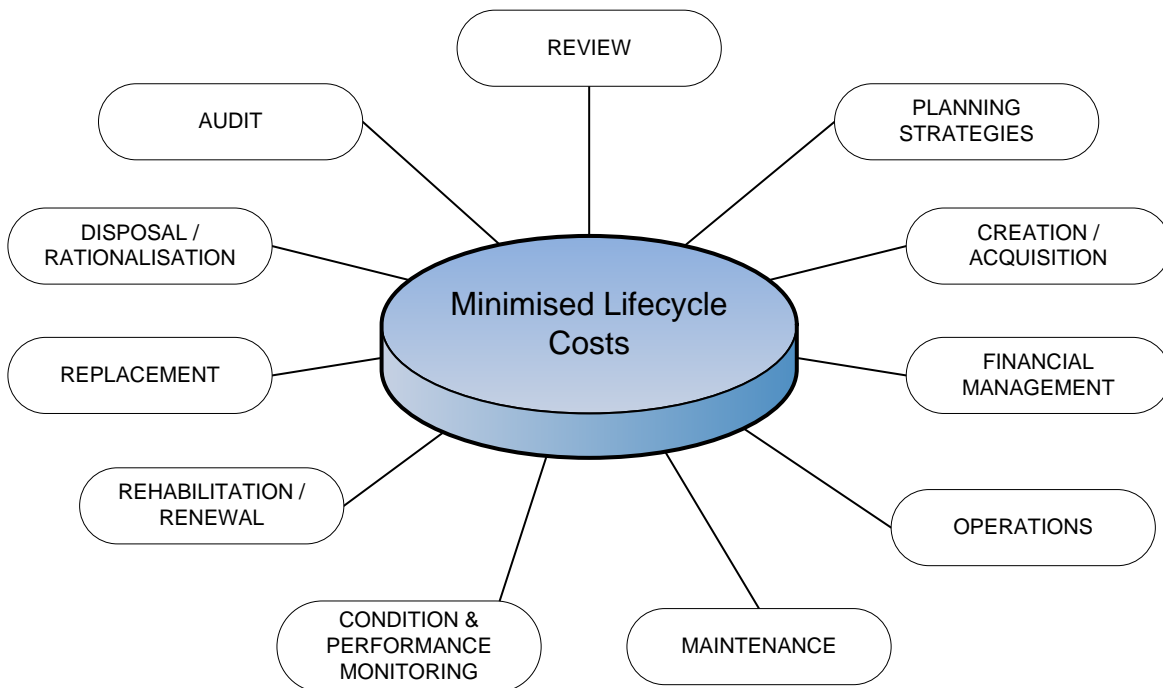 REVIEW
PLANNING
STRATEGIES
CREATION /
ACQUISITION
FINANCIAL
MANAGEMENT
OPERATIONS
MAINTENANCE
CONDITION &
PERFORMANCE
MONITORING
REHABILITATION /
RENEWAL
REPLACEMENT
DISPOSAL /
RATIONALISATION
AUDIT
Minimised Lifecycle
Costs